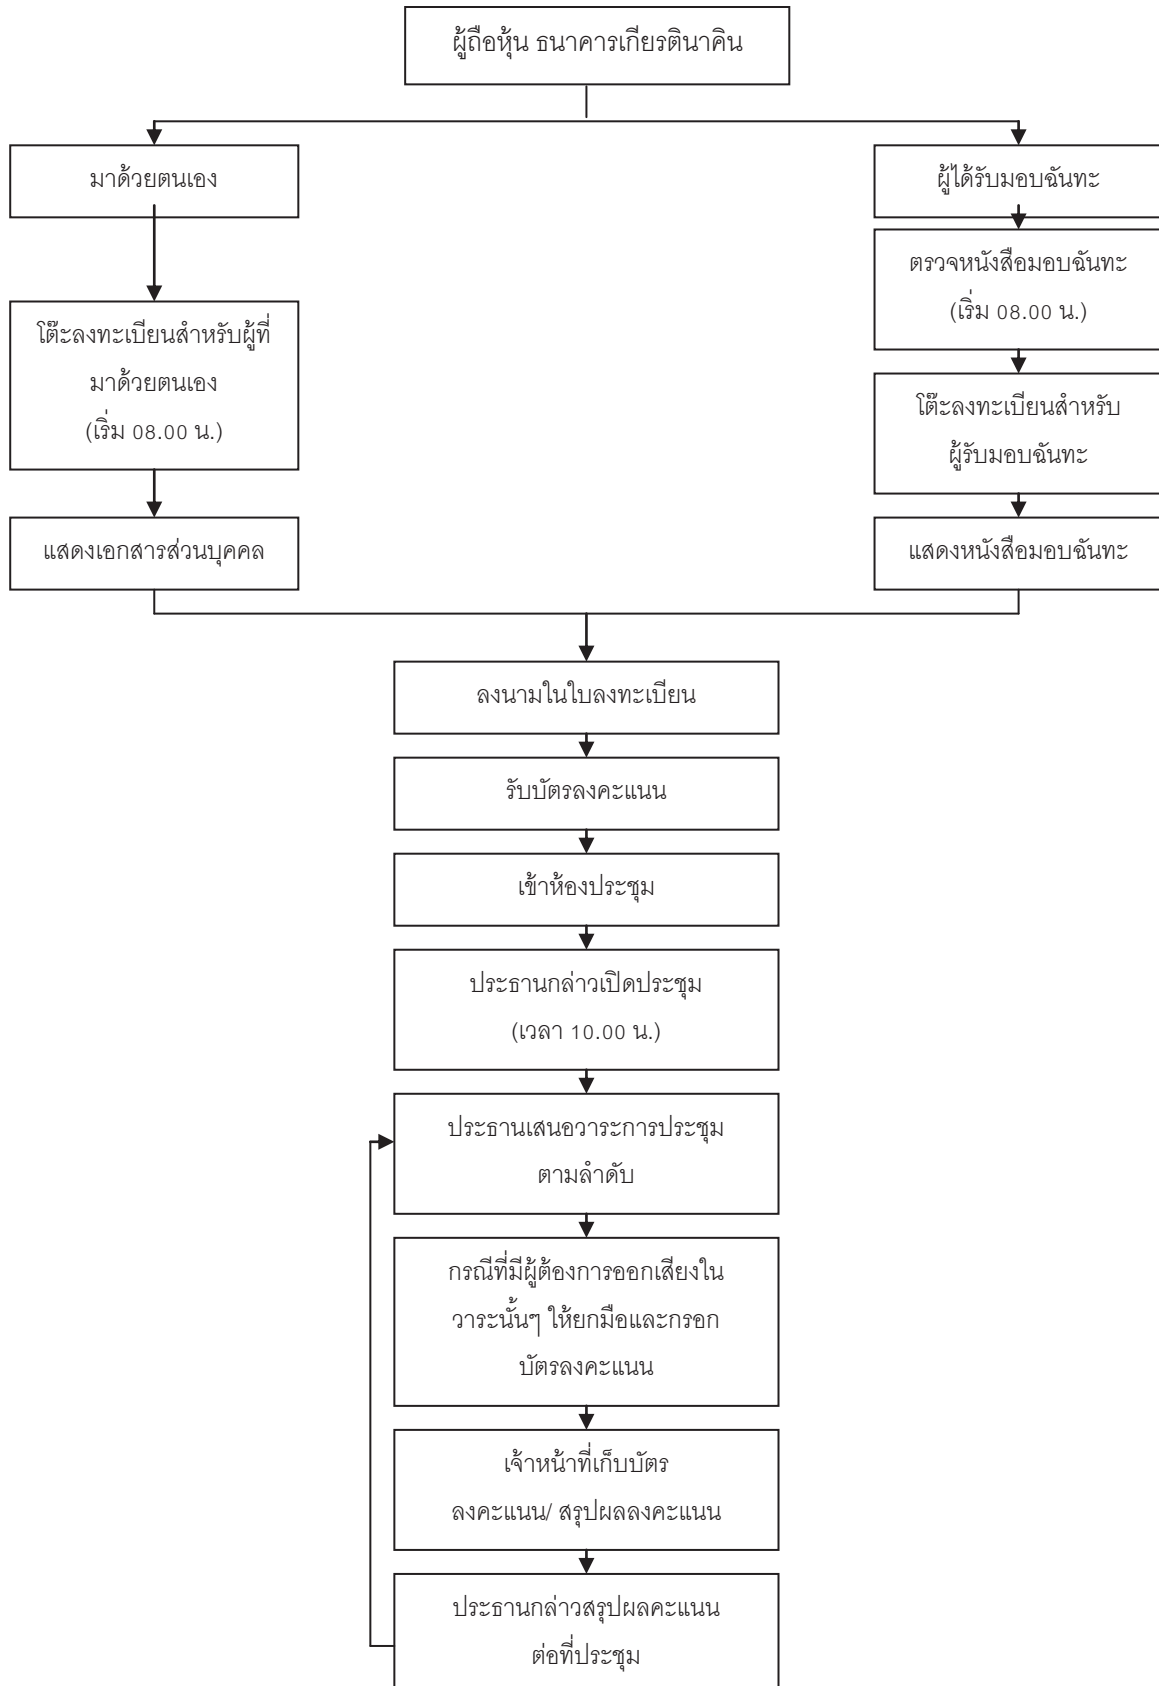 ผู้ถือหุ้น ธนาคารเกียรตินาคิน
มาด้วยตนเอง
โต๊ะลงทะเบียนสำหรับผู้ที่
มาด้วยตนเอง
(เริ่ม 08.00 น.)
แสดงเอกสารส่วนบุคคล
ผู้ได้รับมอบฉันทะ
ตรวจหนังสือมอบฉันทะ
(เริ่ม 08.00 น.)
โต๊ะลงทะเบียนสำหรับ
ผู้รับมอบฉันทะ
แสดงหนังสือมอบฉันทะ
ลงนามในใบลงทะเบียน
รับบัตรลงคะแนน
เข้าห้องประชุม
ประธานกล่าวเปิดประชุม
(เวลา 10.00 น.)
ประธานเสนอวาระการประชุม
ตามลำดับ
กรณีที่มีผู้ต้องการออกเสียงใน
วาระนั้นๆ ให้ยกมือและกรอก
บัตรลงคะแนน
เจ้าหน้าที่เก็บบัตร
ลงคะแนน/ สรุปผลลงคะแนน
ประธานกล่าวสรุปผลคะแนน
ต่อที่ประชุม